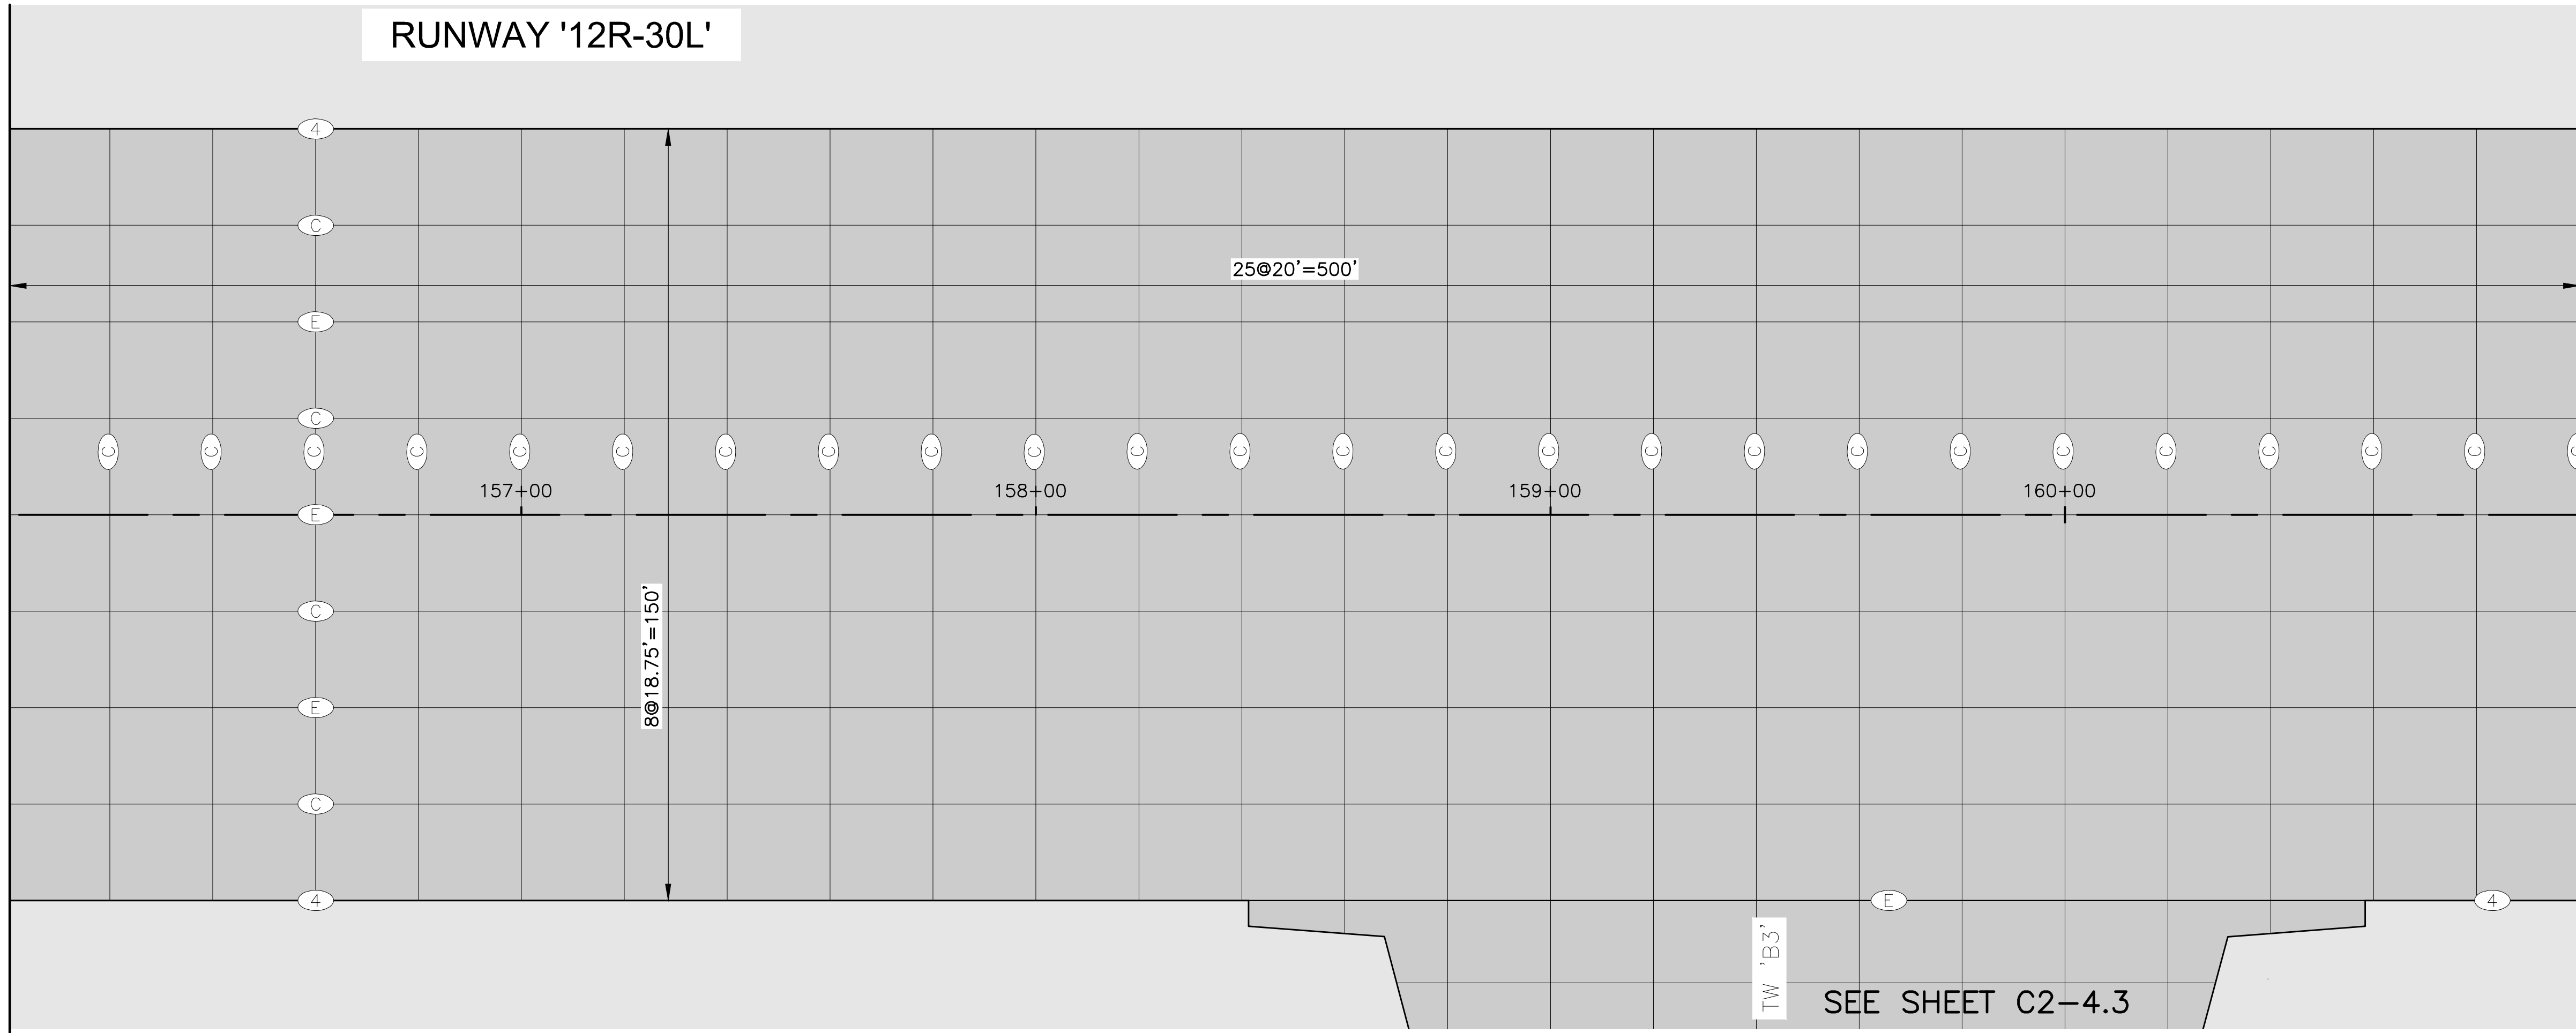 RUNWAY '12R-30L'
4
C
25@20'=500'
E
C
C C C C C C C C C C C C C C C C C C C C C C C C C
157+00 158+00 159+00 160+00
E
8@18.75'=150'
C
E
C
4 E 4
TW 'B3'
SEE SHEET C2-4.3